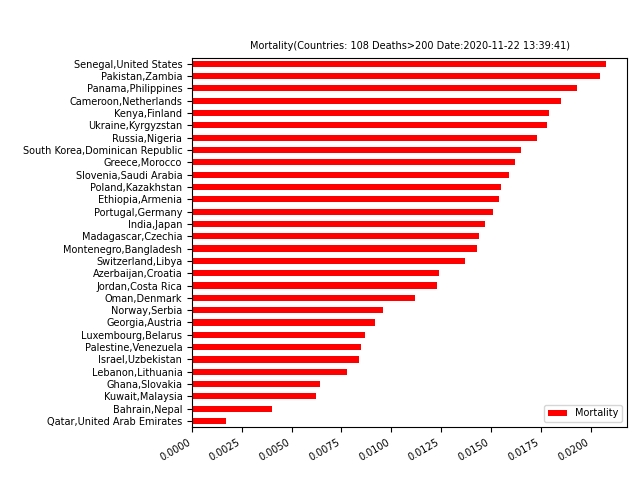 Mortality(Countries: 108 Deaths>200 Date:2020-11-22 13:39:41)
Senegal,United States
Pakistan,Zambia
Panama,Philippines
Cameroon,Netherlands
Kenya,Finland
Ukraine,Kyrgyzstan
Russia,Nigeria
South Korea,Dominican Republic
Greece,Morocco
Slovenia,Saudi Arabia
Poland,Kazakhstan
Ethiopia,Armenia
Portugal,Germany
India,Japan
Madagascar,Czechia
Montenegro,Bangladesh
Switzerland,Libya
Azerbaijan,Croatia
Jordan,Costa Rica
Oman,Denmark
Norway,Serbia
Georgia,Austria
Luxembourg,Belarus
Palestine,Venezuela
Israel,Uzbekistan
Lebanon,Lithuania
Ghana,Slovakia
Kuwait,Malaysia
Bahrain,Nepal
Qatar,United Arab Emirates
Mortality
0.0000 0.0025 0.0050 0.0075 0.0100 0.0125 0.0150 0.0175 0.0200